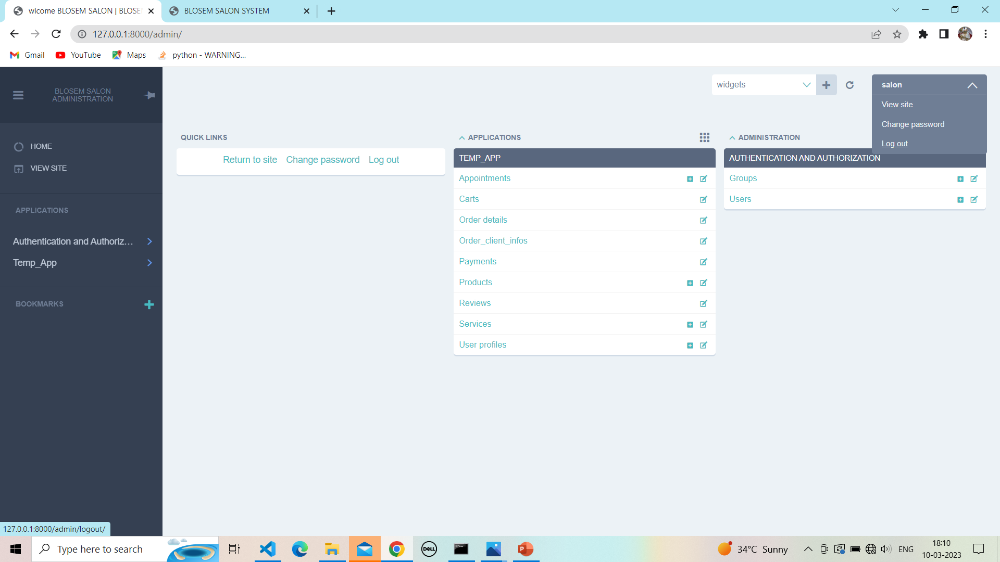 wlcome BLOSEM SALON | BLOSE
BLOSEM SALON SYSTEM
127.0.0.1:8000/admin/
Gmail
YouTube
Maps
python - WARNING...
BLOSEM SALON
ADMINISTRATION
HOME
VIEW SITE
APPLICATIONS
Authentication and Authoriz...
Temp_App
BOOKMARKS
widgets
salon
View site
Change password
Log out
QUICK LINKS
Return to site Change password Log out
APPLICATIONS
TEMP_APP
Appointments
Carts
Order details
Order_client_infos
Payments
Products
Reviews
Services
User profiles
ADMINISTRATION
AUTHENTICATION AND AUTHORIZATION
Groups
Users
127.0.0.1:8000/admin/logout/
Type here to search
DELL
P
34°C Sunny
ENG
18:10
10-03-2023